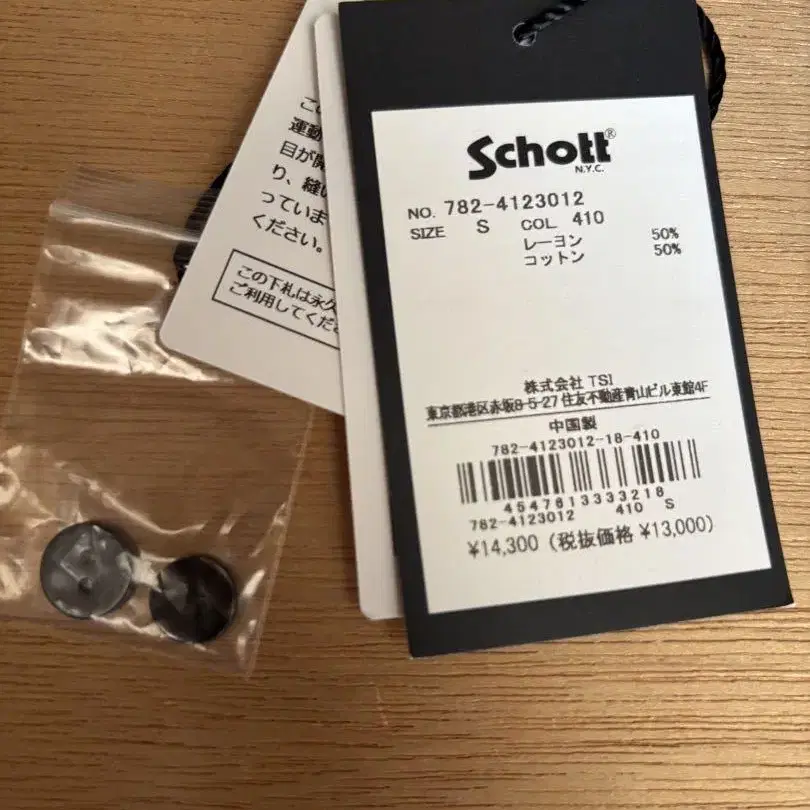 Schott®
N.Y.C.
NO. 782-4123012
SIZE S COL 410
レーヨン 50%
コットン 50%
株式会社 TSI
東京都港区赤坂8-5-27 住友不動産青山ビル東館4F
中国製
782-4123012-18-410
4547613333218
782-4123012 410 S
¥14,300 (税抜価格 ¥13,000)
運動
目が
り、縫い
っていま
ください。
この下札は永久
ご利用してくださ